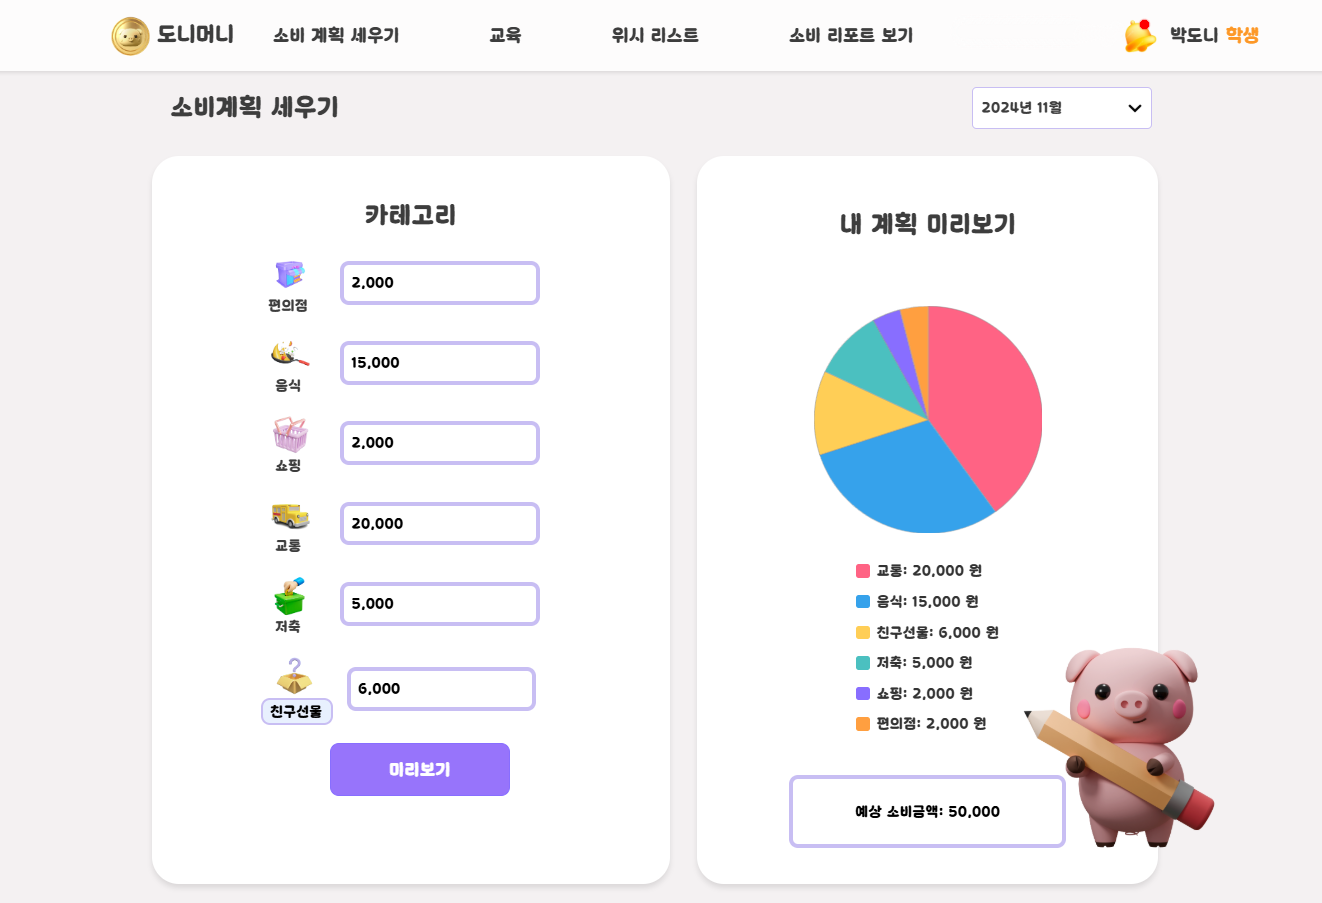 도니머니 소비 계획 세우기 교육 위시 리스트 소비 리포트 보기 박도니 학생
소비계획 세우기
2024년 11월
카테고리
편의점
2,000
음식
15,000
쇼핑
2,000
교통
20,000
저축
5,000
?
친구선물
6,000
미리보기
내 계획 미리보기
교통: 20,000 원
음식: 15,000 원
친구선물: 6,000 원
저축: 5,000 원
쇼핑: 2,000 원
편의점: 2,000 원
예상 소비금액: 50,000